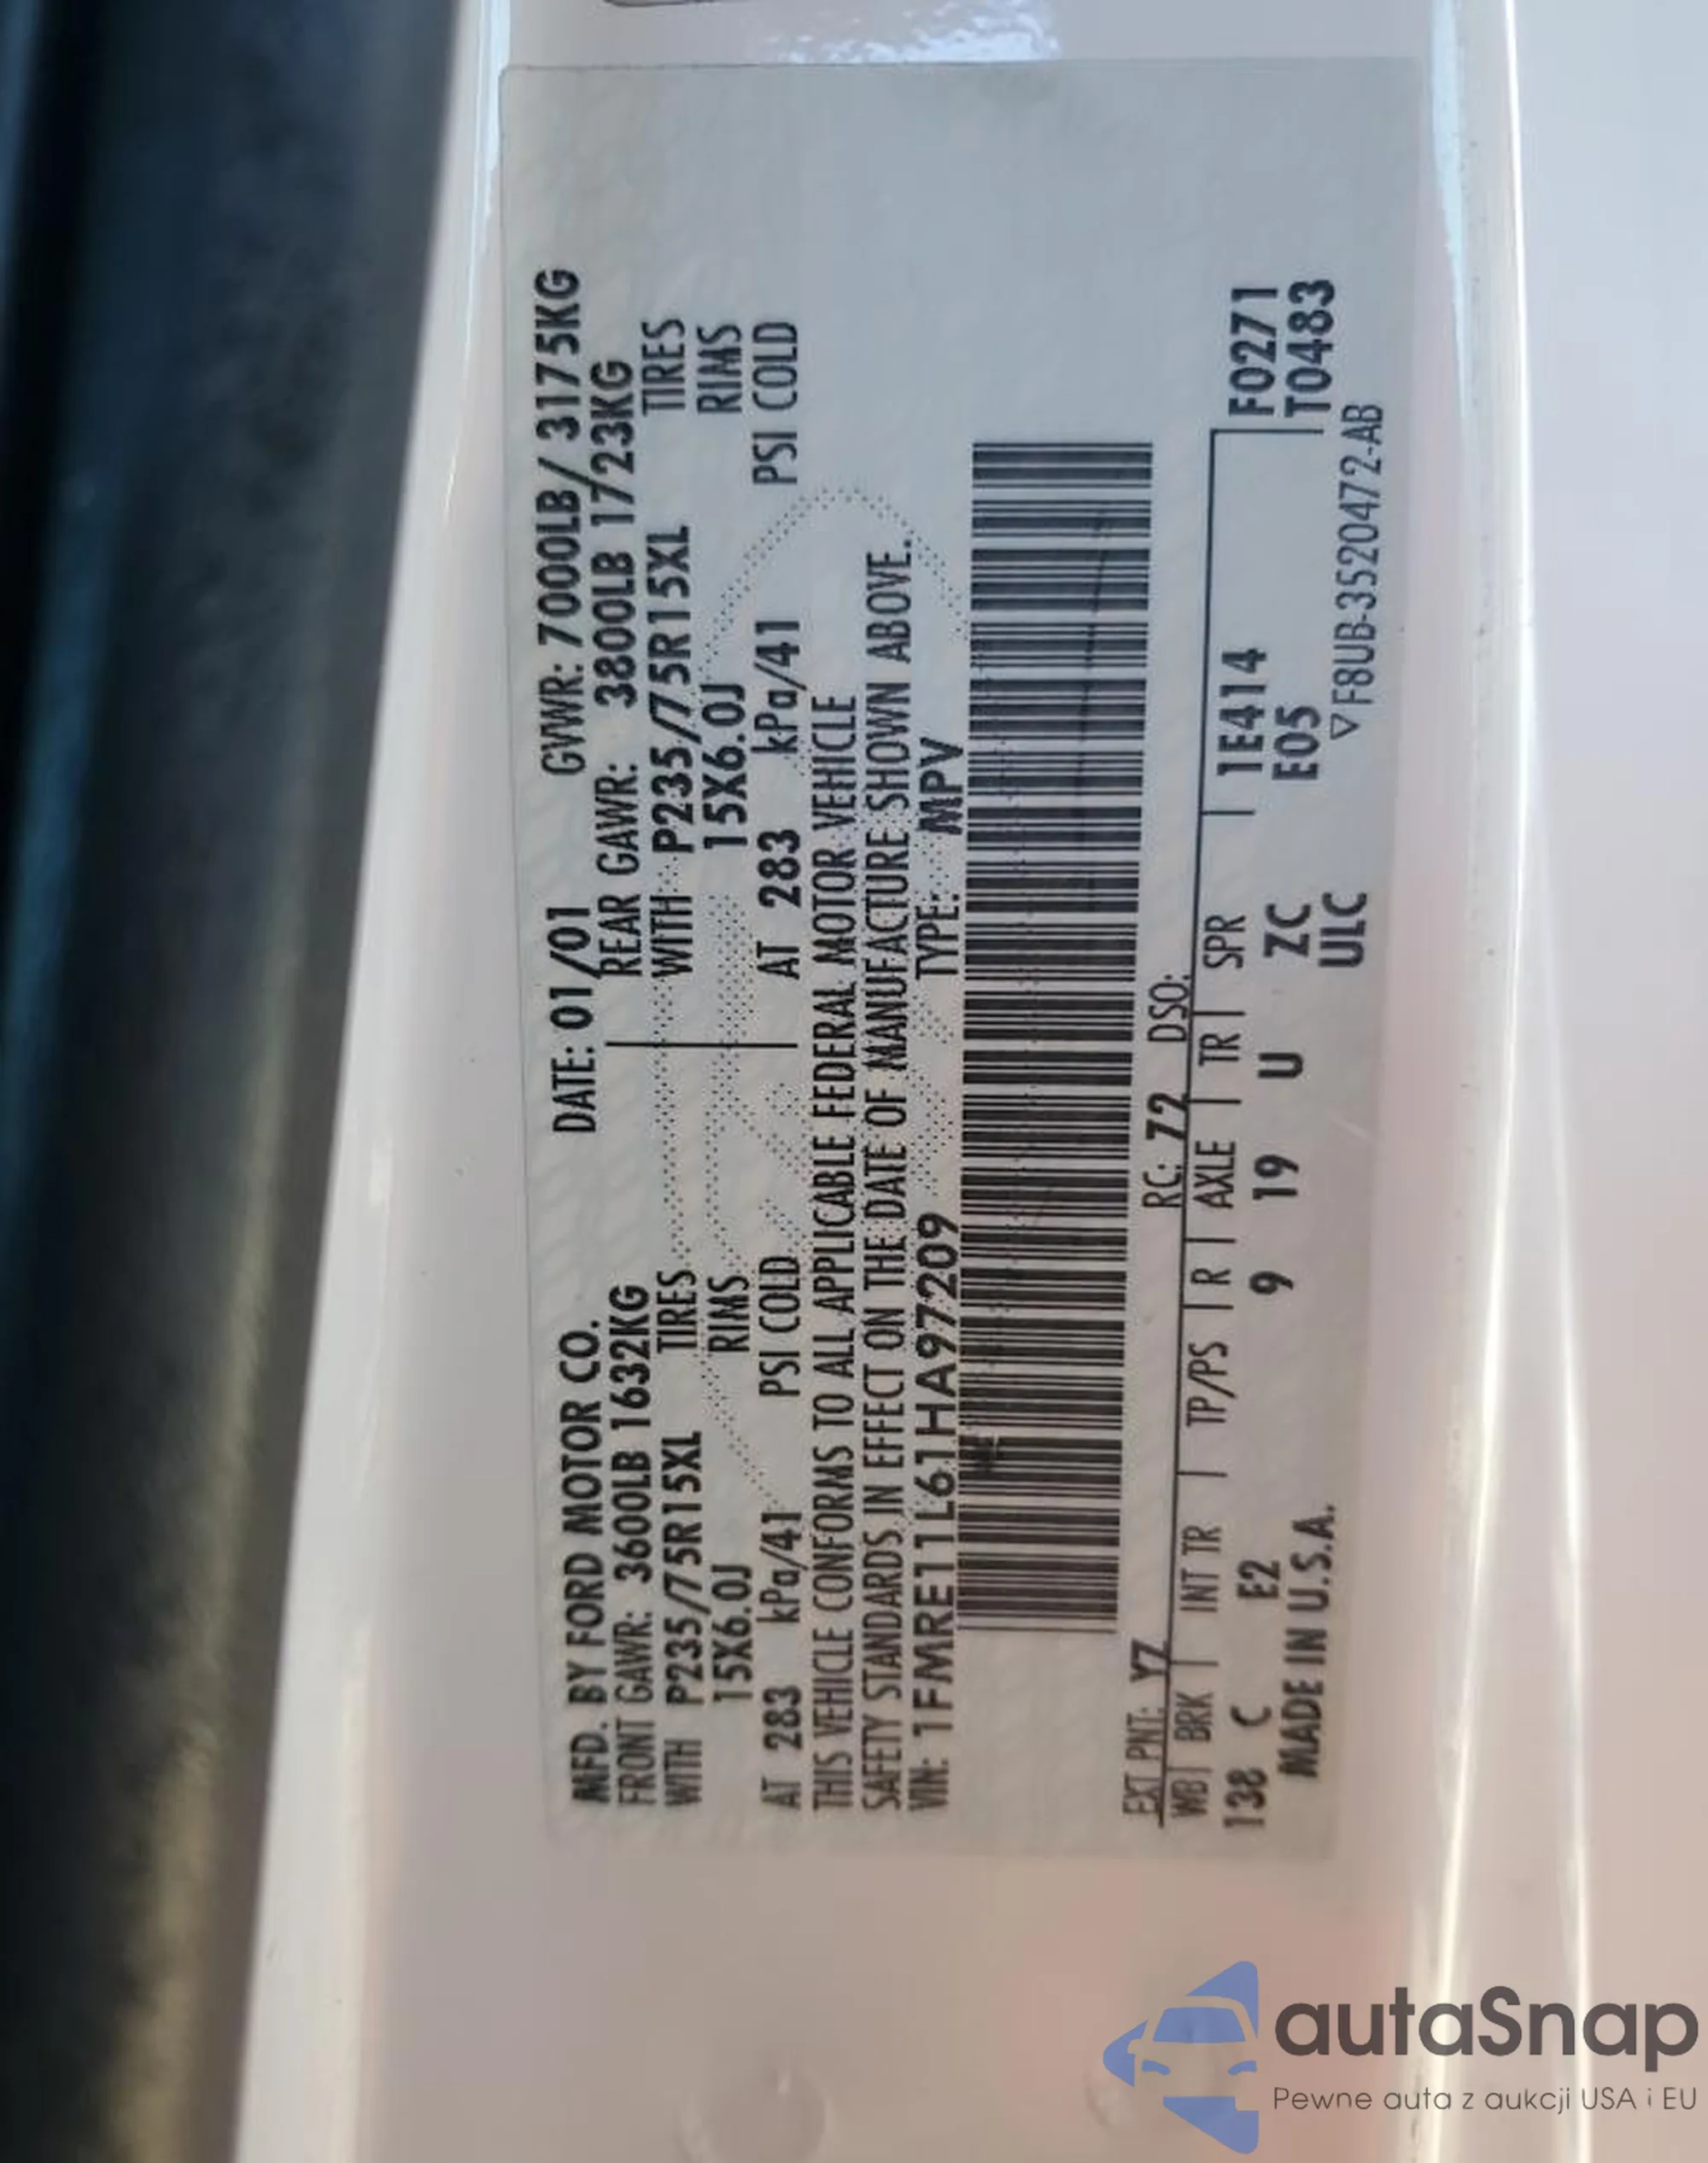 MFD. BY FORD MOTOR CO. DATE: 01/01 GVWR: 7000LB/ 3175KG
FRONT GAWR: 3600LB 1632KG REAR GAWR: 3800LB 1723KG
WITH P235/75R15XL TIRES WITH P235/75R15XL TIRES
15X6.0J RIMS 15X6.0J RIMS
AT 283 kPa/41 PSI COLD AT 283 kPa/41 PSI COLD
THIS VEHICLE CONFORMS TO ALL APPLICABLE FEDERAL MOTOR VEHICLE
SAFETY STANDARDS IN EFFECT ON THE DATE OF MANUFACTURE SHOWN ABOVE.
VIN: 1FMRE11L61HA97209 TYPE: MPV
EXT PNT: YZ RC: 72 DSO:
WB | BRK | INT TR | TP/PS | R | AXLE | TR | SPR | 1E414 F0271
138 C E2 9 19 U ZC E05 T0483
MADE IN U.S.A. ULC ▽F8UB-3520472-AB
autaSnap
Pewne auta z aukcji USA i EU